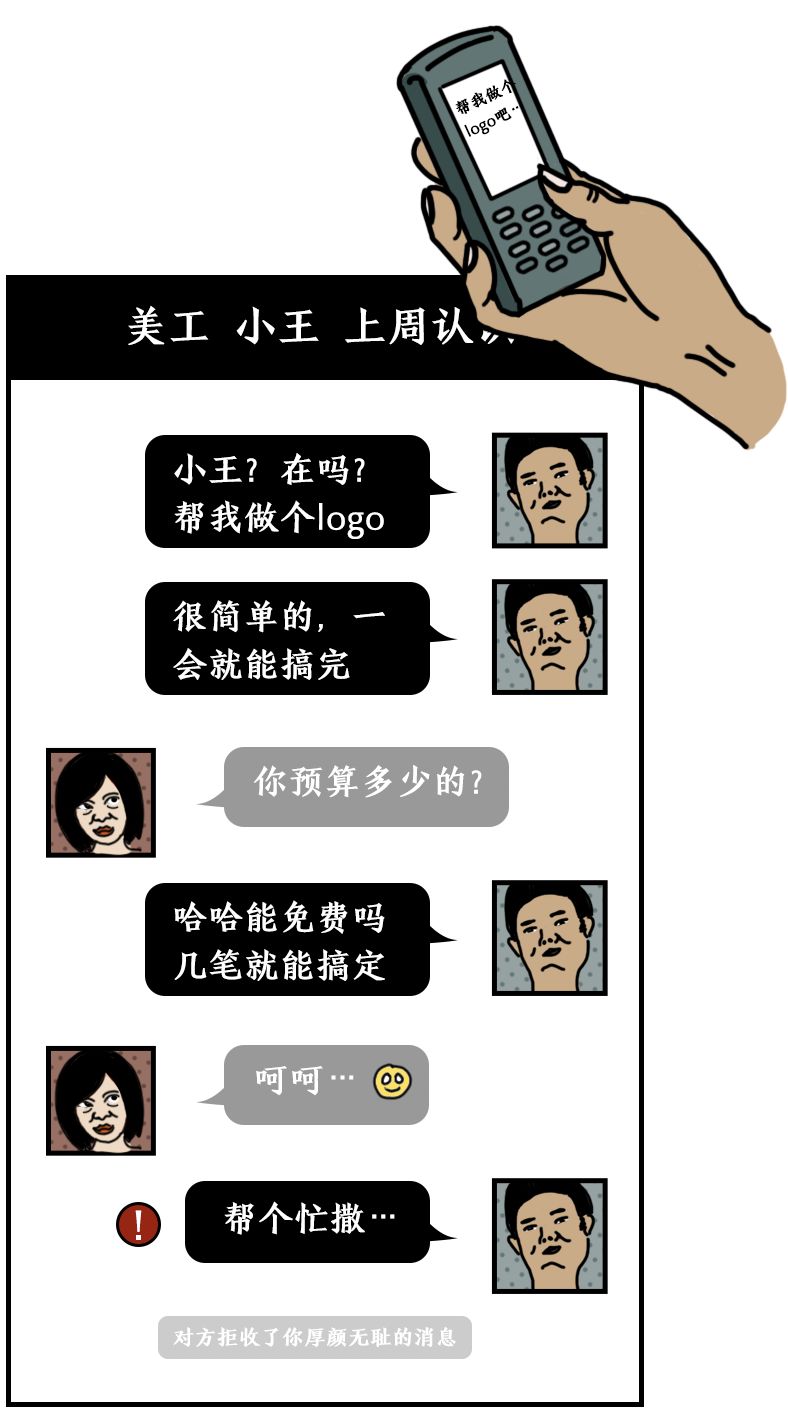 帮我做个
logo吧…
美工 小王 上周认识
小王？在吗？
帮我做个logo
很简单的，一
会就能搞完
你预算多少的？
哈哈能免费吗
几笔就能搞定
呵呵…
!
帮个忙撒…
对方拒收了你厚颜无耻的消息